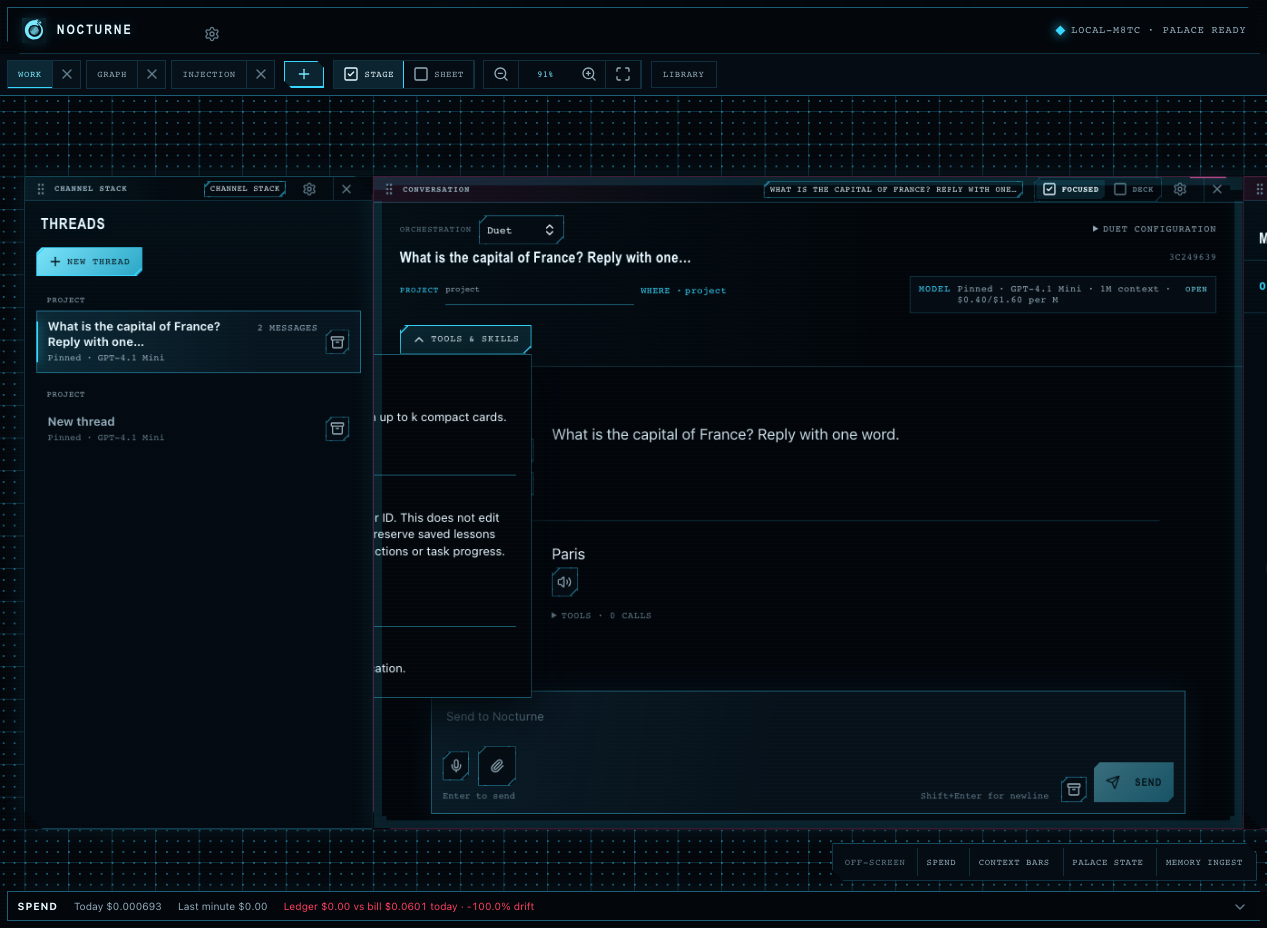 NOCTURNE
LOCAL-M8TC · PALACE READY
WORK
GRAPH
INJECTION
STAGE
SHEET
91%
LIBRARY
CHANNEL STACK
CHANNEL STACK
THREADS
NEW THREAD
PROJECT
What is the capital of France?
Reply with one...
2 MESSAGES
Pinned · GPT-4.1 Mini
PROJECT
New thread
Pinned · GPT-4.1 Mini
CONVERSATION
WHAT IS THE CAPITAL OF FRANCE? REPLY WITH ONE…
FOCUSED
DECK
ORCHESTRATION
Duet
DUET CONFIGURATION
What is the capital of France? Reply with one...
3C249639
PROJECT project
WHERE · project
MODEL Pinned · GPT-4.1 Mini · 1M context ·
$0.40/$1.60 per M
OPEN
TOOLS & SKILLS
up to k compact cards.
ID. This does not edit
reserve saved lessons
ctions or task progress.
ation.
What is the capital of France? Reply with one word.
Paris
TOOLS · 0 CALLS
Send to Nocturne
Enter to send
Shift+Enter for newline
SEND
OFF-SCREEN
SPEND
CONTEXT BARS
PALACE STATE
MEMORY INGEST
SPEND
Today $0.000693
Last minute $0.00
Ledger $0.00 vs bill $0.0601 today · -100.0% drift